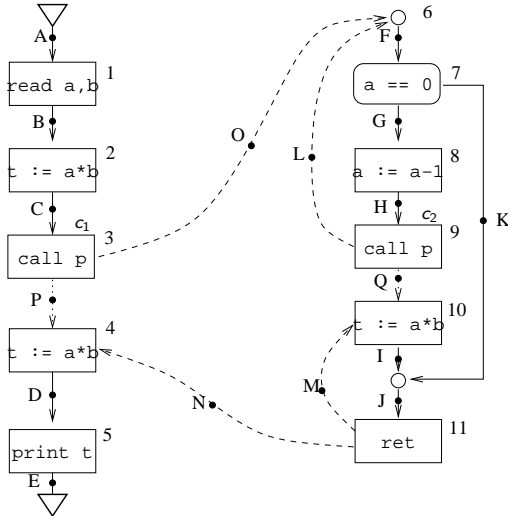 A
1
read a,b
B
2
t := a*b
C
c1
3
call p
P
4
t := a*b
D
5
print t
E
O
L
N
M
6
F
7
a == 0
G
K
8
a := a-1
H
c2
9
call p
Q
10
t := a*b
I
J
11
ret